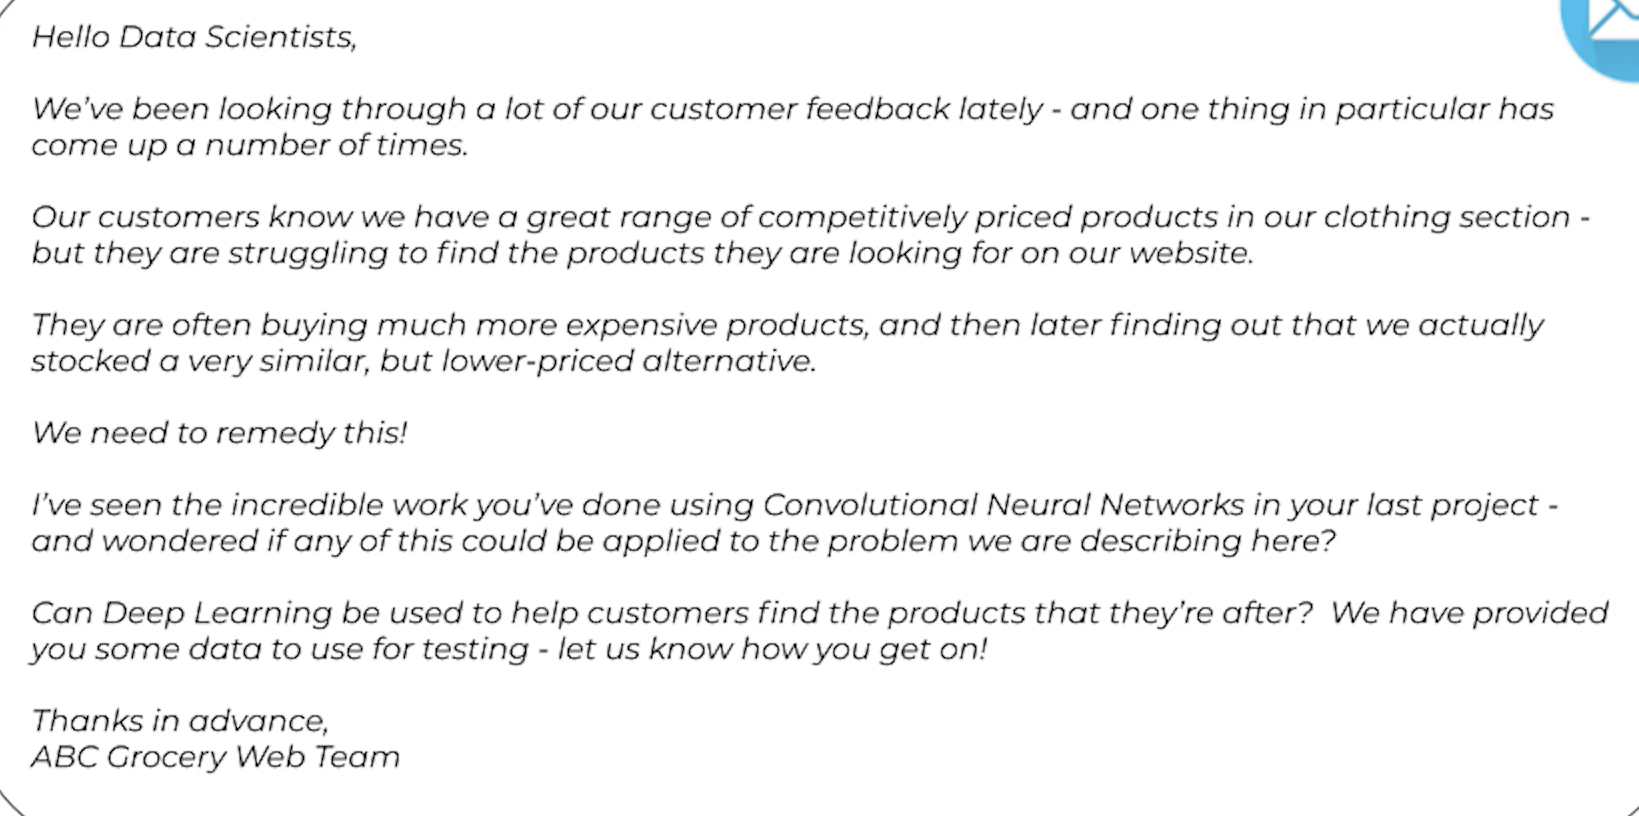 Hello Data Scientists,
We've been looking through a lot of our customer feedback lately - and one thing in particular has
come up a number of times.
Our customers know we have a great range of competitively priced products in our clothing section -
but they are struggling to find the products they are looking for on our website.
They are often buying much more expensive products, and then later finding out that we actually
stocked a very similar, but lower-priced alternative.
We need to remedy this!
I've seen the incredible work you've done using Convolutional Neural Networks in your last project -
and wondered if any of this could be applied to the problem we are describing here?
Can Deep Learning be used to help customers find the products that they're after?  We have provided
you some data to use for testing - let us know how you get on!
Thanks in advance,
ABC Grocery Web Team